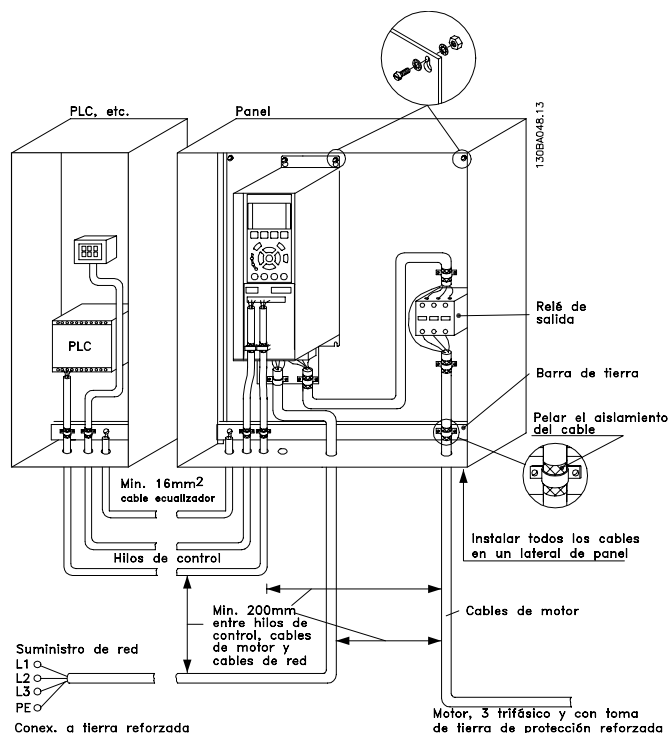 PLC, etc.
Panel
130BA048.13
PLC
Relé de
salida
Barra de tierra
Pelar el aislamiento
del cable
Min. 16mm2
cable ecualizador
Hilos de control
Instalar todos los cables
en un lateral de panel
Min. 200mm
entre hilos de
control, cables
de motor y
cables de red
Cables de motor
Suministro de red
L1
L2
L3
PE
Conex. a tierra reforzada
Motor, 3 trifásico y con toma
de tierra de protección reforzada